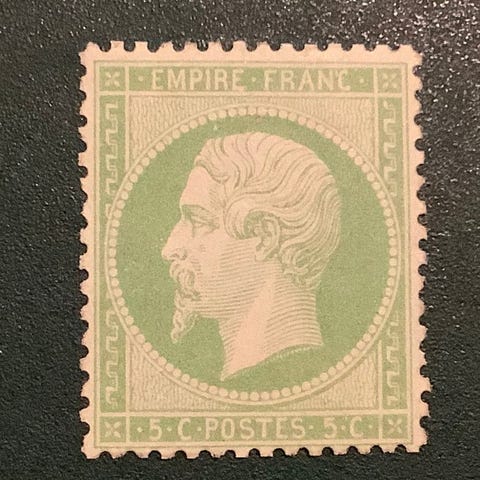 · EMPIRE · FRANC ·
· 5 · C · POSTES · 5 · C ·